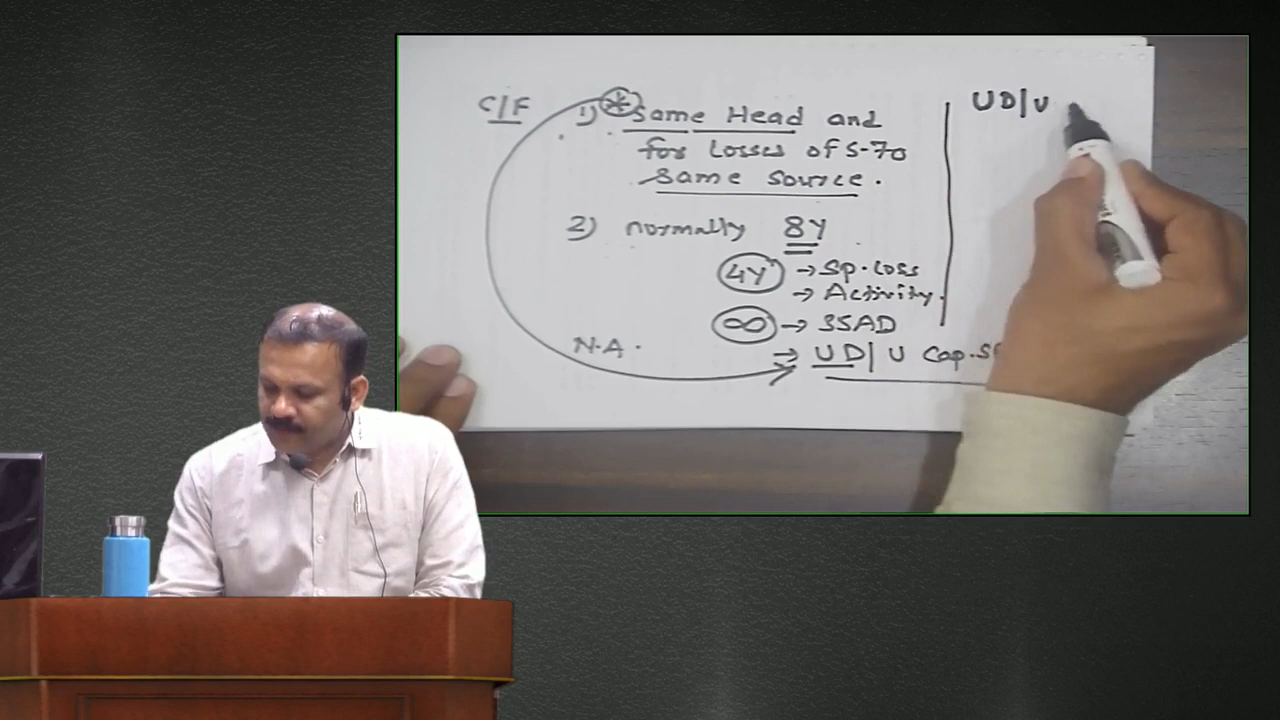 C/F 1) * Same Head and
for Losses of S-70
Same source.
2) normally 8Y
4Y → Sp. Loss
→ Activity.
∞ → 35AD
N.A.
→ UD/U Cap.
UD/U